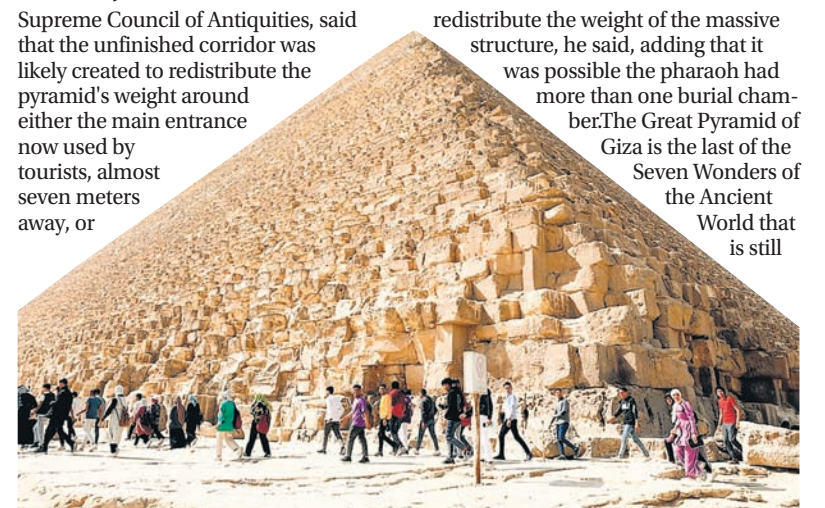 Supreme Council of Antiquities, said
that the unfinished corridor was
likely created to redistribute the
pyramid's weight around
either the main entrance
now used by
tourists, almost
seven meters
away, or
redistribute the weight of the massive
structure, he said, adding that it
was possible the pharaoh had
more than one burial cham-
ber.The Great Pyramid of
Giza is the last of the
Seven Wonders of
the Ancient
World that
is still